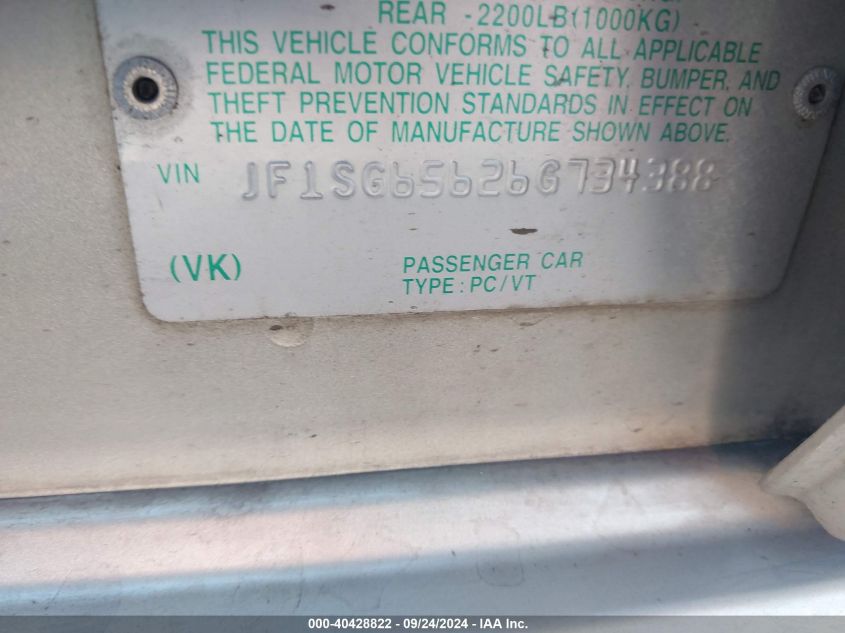 REAR -2200LB(1000KG)
THIS VEHICLE CONFORMS TO ALL APPLICABLE
FEDERAL MOTOR VEHICLE SAFETY, BUMPER, AND
THEFT PREVENTION STANDARDS IN EFFECT ON
THE DATE OF MANUFACTURE SHOWN ABOVE.
VIN JF1SG65626G734388
(VK) PASSENGER CAR
TYPE : PC/VT
000-40428822 - 09/24/2024 - IAA Inc.